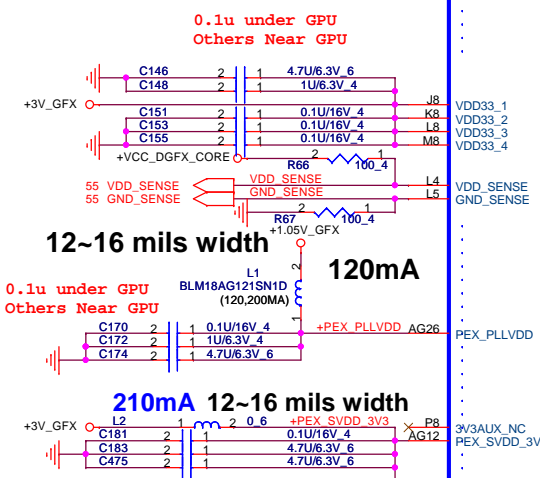 0.1u under GPU
Others Near GPU
C146 2 1 4.7U/6.3V_6
C148 2 1 1U/6.3V_4
+3V_GFX J8 VDD33_1
C151 2 1 0.1U/16V_4 K8 VDD33_2
C153 2 1 0.1U/16V_4 L8 VDD33_3
C155 2 1 0.1U/16V_4 M8 VDD33_4
+VCC_DGFX_CORE 2 1
R66 100_4
55 VDD_SENSE VDD_SENSE L4 VDD_SENSE
55 GND_SENSE GND_SENSE L5 GND_SENSE
2 1
R67 100_4
+1.05V_GFX
12~16 mils width
2
120mA
L1
BLM18AG121SN1D
(120,200MA)
1
0.1u under GPU
Others Near GPU
C170 2 1 0.1U/16V_4 +PEX_PLLVDD AG26 PEX_PLLVDD
C172 2 1 1U/6.3V_4
C174 2 1 4.7U/6.3V_6
210mA 12~16 mils width
+3V_GFX L2 1 2 0_6 +PEX_SVDD_3V3 P8 3V3AUX_NC
C181 2 1 0.1U/16V_4 AG12 PEX_SVDD_3V
C183 2 1 4.7U/6.3V_6
C475 2 1 4.7U/6.3V_6